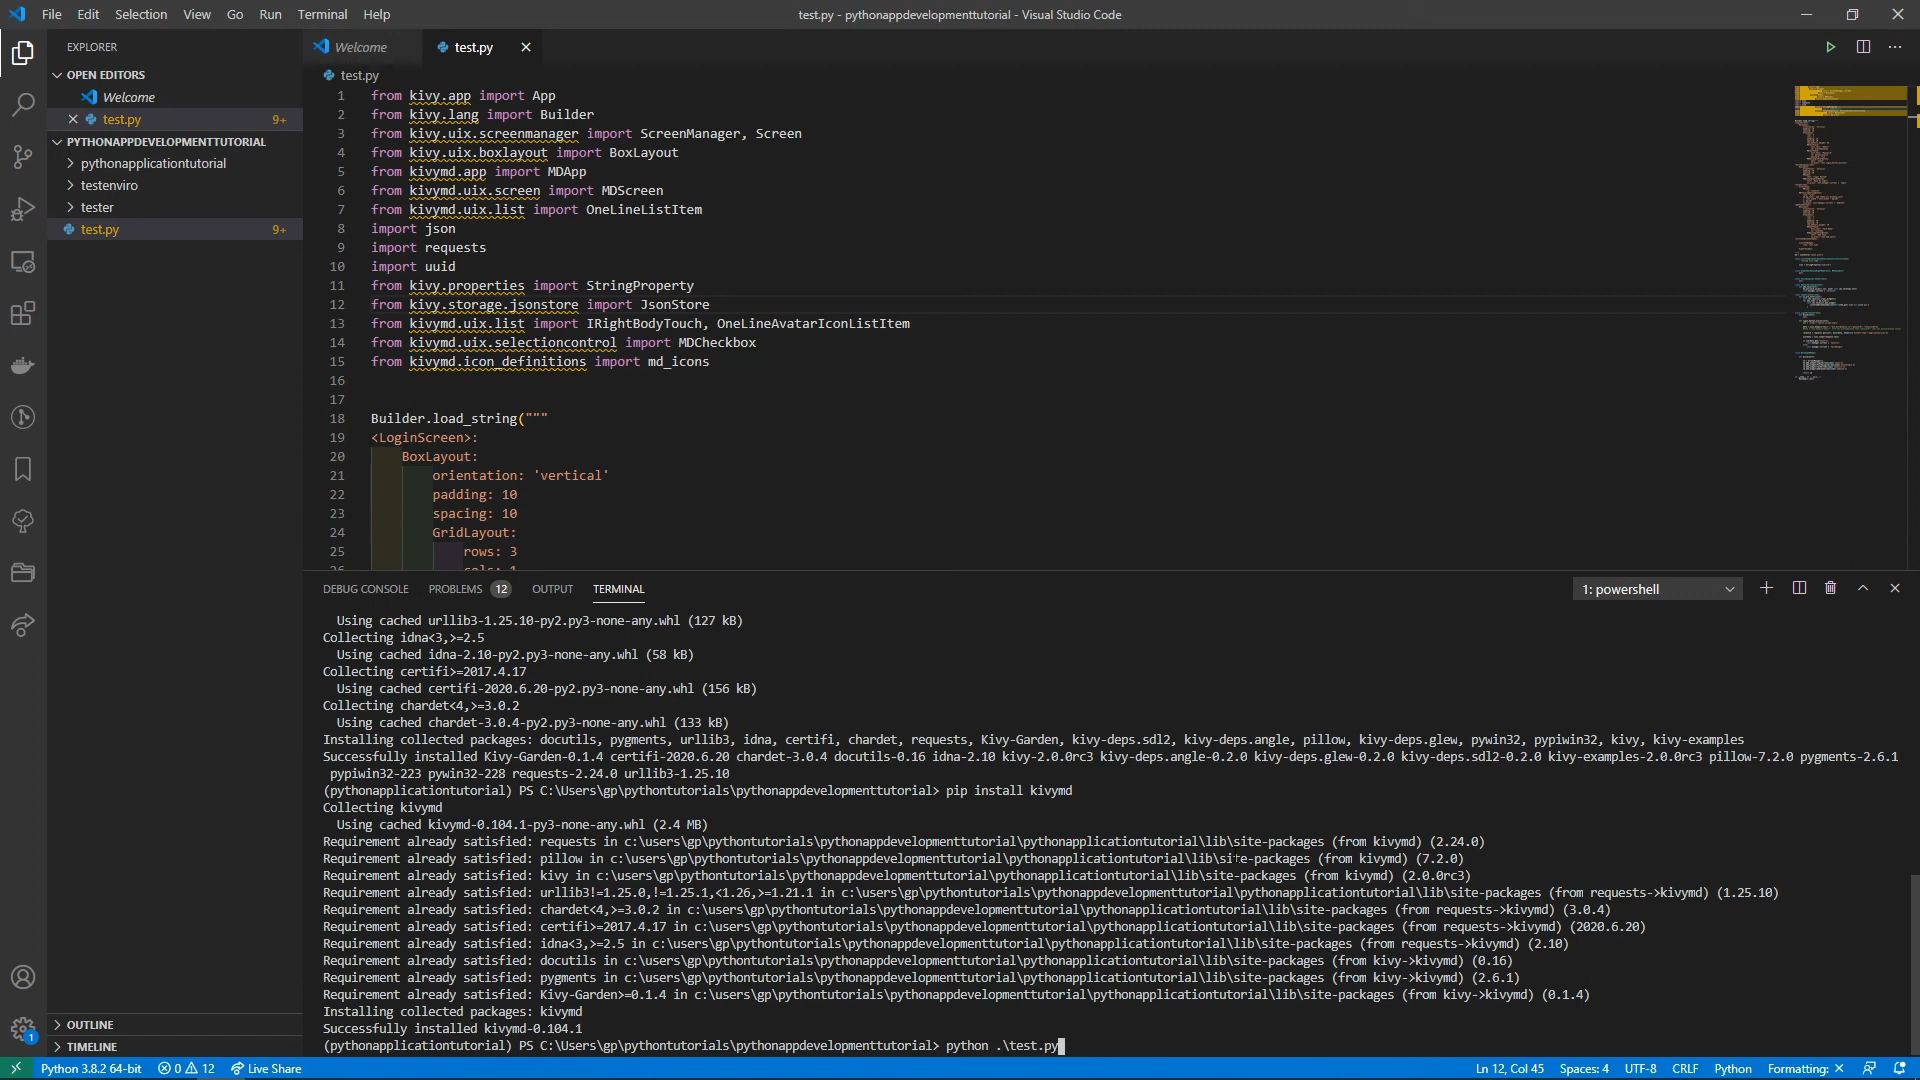 File Edit Selection View Go Run Terminal Help
test.py - pythonappdevelopmenttutorial - Visual Studio Code
EXPLORER
OPEN EDITORS
Welcome
test.py 9+
PYTHONAPPDEVELOPMENTTUTORIAL
pythonapplicationtutorial
testenviro
tester
test.py 9+
OUTLINE
TIMELINE
Welcome test.py
test.py
1 from kivy.app import App
2 from kivy.lang import Builder
3 from kivy.uix.screenmanager import ScreenManager, Screen
4 from kivy.uix.boxlayout import BoxLayout
5 from kivymd.app import MDApp
6 from kivymd.uix.screen import MDScreen
7 from kivymd.uix.list import OneLineListItem
8 import json
9 import requests
10 import uuid
11 from kivy.properties import StringProperty
12 from kivy.storage.jsonstore import JsonStore
13 from kivymd.uix.list import IRightBodyTouch, OneLineAvatarIconListItem
14 from kivymd.uix.selectioncontrol import MDCheckbox
15 from kivymd.icon_definitions import md_icons
16
17
18 Builder.load_string("""
19 <LoginScreen>:
20 BoxLayout:
21 orientation: 'vertical'
22 padding: 10
23 spacing: 10
24 GridLayout:
25 rows: 3
26 cols: 1
DEBUG CONSOLE PROBLEMS 12 OUTPUT TERMINAL 1: powershell
Using cached urllib3-1.25.10-py2.py3-none-any.whl (127 kB)
Collecting idna<3,>=2.5
Using cached idna-2.10-py2.py3-none-any.whl (58 kB)
Collecting certifi>=2017.4.17
Using cached certifi-2020.6.20-py2.py3-none-any.whl (156 kB)
Collecting chardet<4,>=3.0.2
Using cached chardet-3.0.4-py2.py3-none-any.whl (133 kB)
Installing collected packages: docutils, pygments, urllib3, idna, certifi, chardet, requests, Kivy-Garden, kivy-deps.sdl2, kivy-deps.angle, pillow, kivy-deps.glew, pywin32, pypiwin32, kivy, kivy-examples
Successfully installed Kivy-Garden-0.1.4 certifi-2020.6.20 chardet-3.0.4 docutils-0.16 idna-2.10 kivy-2.0.0rc3 kivy-deps.angle-0.2.0 kivy-deps.glew-0.2.0 kivy-deps.sdl2-0.2.0 kivy-examples-2.0.0rc3 pillow-7.2.0 pygments-2.6.1
pypiwin32-223 pywin32-228 requests-2.24.0 urllib3-1.25.10
(pythonapplicationtutorial) PS C:\Users\gp\pythontutorials\pythonappdevelopmenttutorial> pip install kivymd
Collecting kivymd
Using cached kivymd-0.104.1-py3-none-any.whl (2.4 MB)
Requirement already satisfied: requests in c:\users\gp\pythontutorials\pythonappdevelopmenttutorial\pythonapplicationtutorial\lib\site-packages (from kivymd) (2.24.0)
Requirement already satisfied: pillow in c:\users\gp\pythontutorials\pythonappdevelopmenttutorial\pythonapplicationtutorial\lib\site-packages (from kivymd) (7.2.0)
Requirement already satisfied: kivy in c:\users\gp\pythontutorials\pythonappdevelopmenttutorial\pythonapplicationtutorial\lib\site-packages (from kivymd) (2.0.0rc3)
Requirement already satisfied: urllib3!=1.25.0,!=1.25.1,<1.26,>=1.21.1 in c:\users\gp\pythontutorials\pythonappdevelopmenttutorial\pythonapplicationtutorial\lib\site-packages (from requests->kivymd) (1.25.10)
Requirement already satisfied: chardet<4,>=3.0.2 in c:\users\gp\pythontutorials\pythonappdevelopmenttutorial\pythonapplicationtutorial\lib\site-packages (from requests->kivymd) (3.0.4)
Requirement already satisfied: certifi>=2017.4.17 in c:\users\gp\pythontutorials\pythonappdevelopmenttutorial\pythonapplicationtutorial\lib\site-packages (from requests->kivymd) (2020.6.20)
Requirement already satisfied: idna<3,>=2.5 in c:\users\gp\pythontutorials\pythonappdevelopmenttutorial\pythonapplicationtutorial\lib\site-packages (from requests->kivymd) (2.10)
Requirement already satisfied: docutils in c:\users\gp\pythontutorials\pythonappdevelopmenttutorial\pythonapplicationtutorial\lib\site-packages (from kivy->kivymd) (0.16)
Requirement already satisfied: pygments in c:\users\gp\pythontutorials\pythonappdevelopmenttutorial\pythonapplicationtutorial\lib\site-packages (from kivy->kivymd) (2.6.1)
Requirement already satisfied: Kivy-Garden>=0.1.4 in c:\users\gp\pythontutorials\pythonappdevelopmenttutorial\pythonapplicationtutorial\lib\site-packages (from kivy->kivymd) (0.1.4)
Installing collected packages: kivymd
Successfully installed kivymd-0.104.1
(pythonapplicationtutorial) PS C:\Users\gp\pythontutorials\pythonappdevelopmenttutorial> python .\test.py
1
Python 3.8.2 64-bit 0 12 Live Share Ln 12, Col 45 Spaces: 4 UTF-8 CRLF Python Formatting: ×